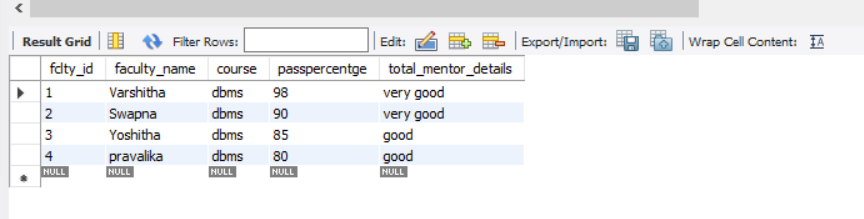 Result Grid Filter Rows: Edit: Export/Import: Wrap Cell Content: IA
fclty_id faculty_name course passpercentge total_mentor_details
1 Varshitha dbms 98 very good
2 Swapna dbms 90 very good
3 Yoshitha dbms 85 good
4 pravalika dbms 80 good
NULL NULL NULL NULL NULL